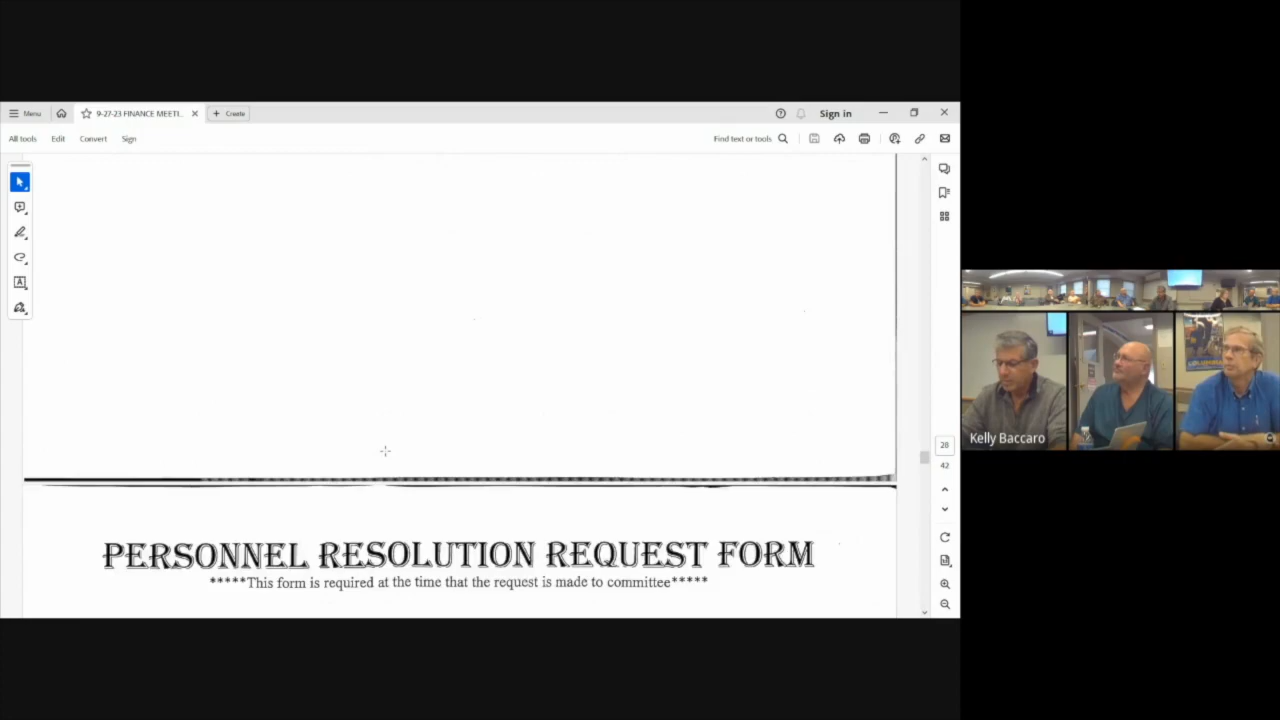 Menu
9-27-23 FINANCE MEETI...
Create
Sign in
All tools
Edit
Convert
Sign
Find text or tools
28
42
PERSONNEL RESOLUTION REQUEST FORM
*****This form is required at the time that the request is made to committee*****
Kelly Baccaro